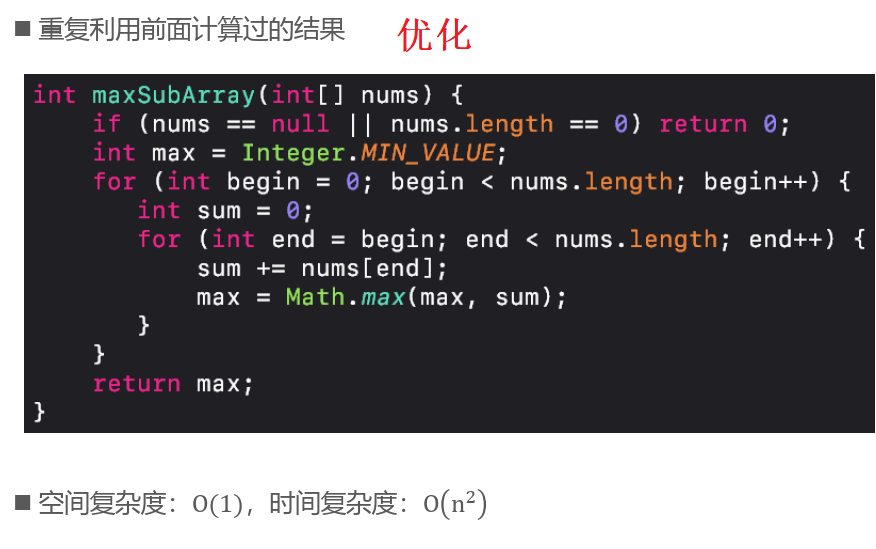 ■ 重复利用前面计算过的结果 优化
int maxSubArray(int[] nums) {
    if (nums == null || nums.length == 0) return 0;
    int max = Integer.MIN_VALUE;
    for (int begin = 0; begin < nums.length; begin++) {
       int sum = 0;
       for (int end = begin; end < nums.length; end++) {
           sum += nums[end];
           max = Math.max(max, sum);
       }
    }
    return max;
}
■ 空间复杂度：O(1)，时间复杂度：O(n²)